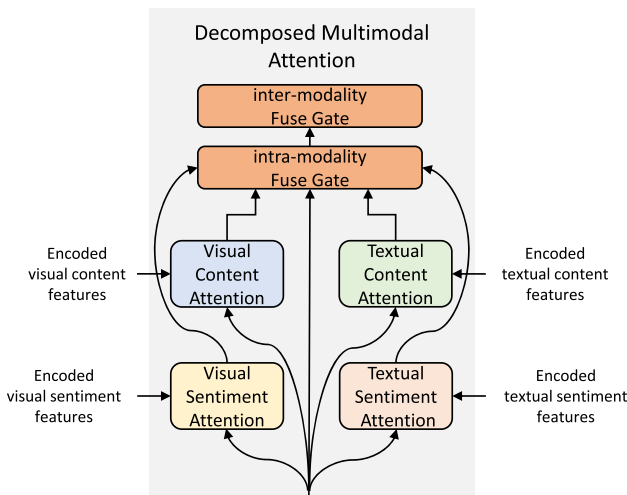 Decomposed Multimodal
Attention
inter-modality
Fuse Gate
intra-modality
Fuse Gate
Encoded
visual content
features
Visual
Content
Attention
Textual
Content
Attention
Encoded
textual content
features
Encoded
visual sentiment
features
Visual
Sentiment
Attention
Textual
Sentiment
Attention
Encoded
textual sentiment
features